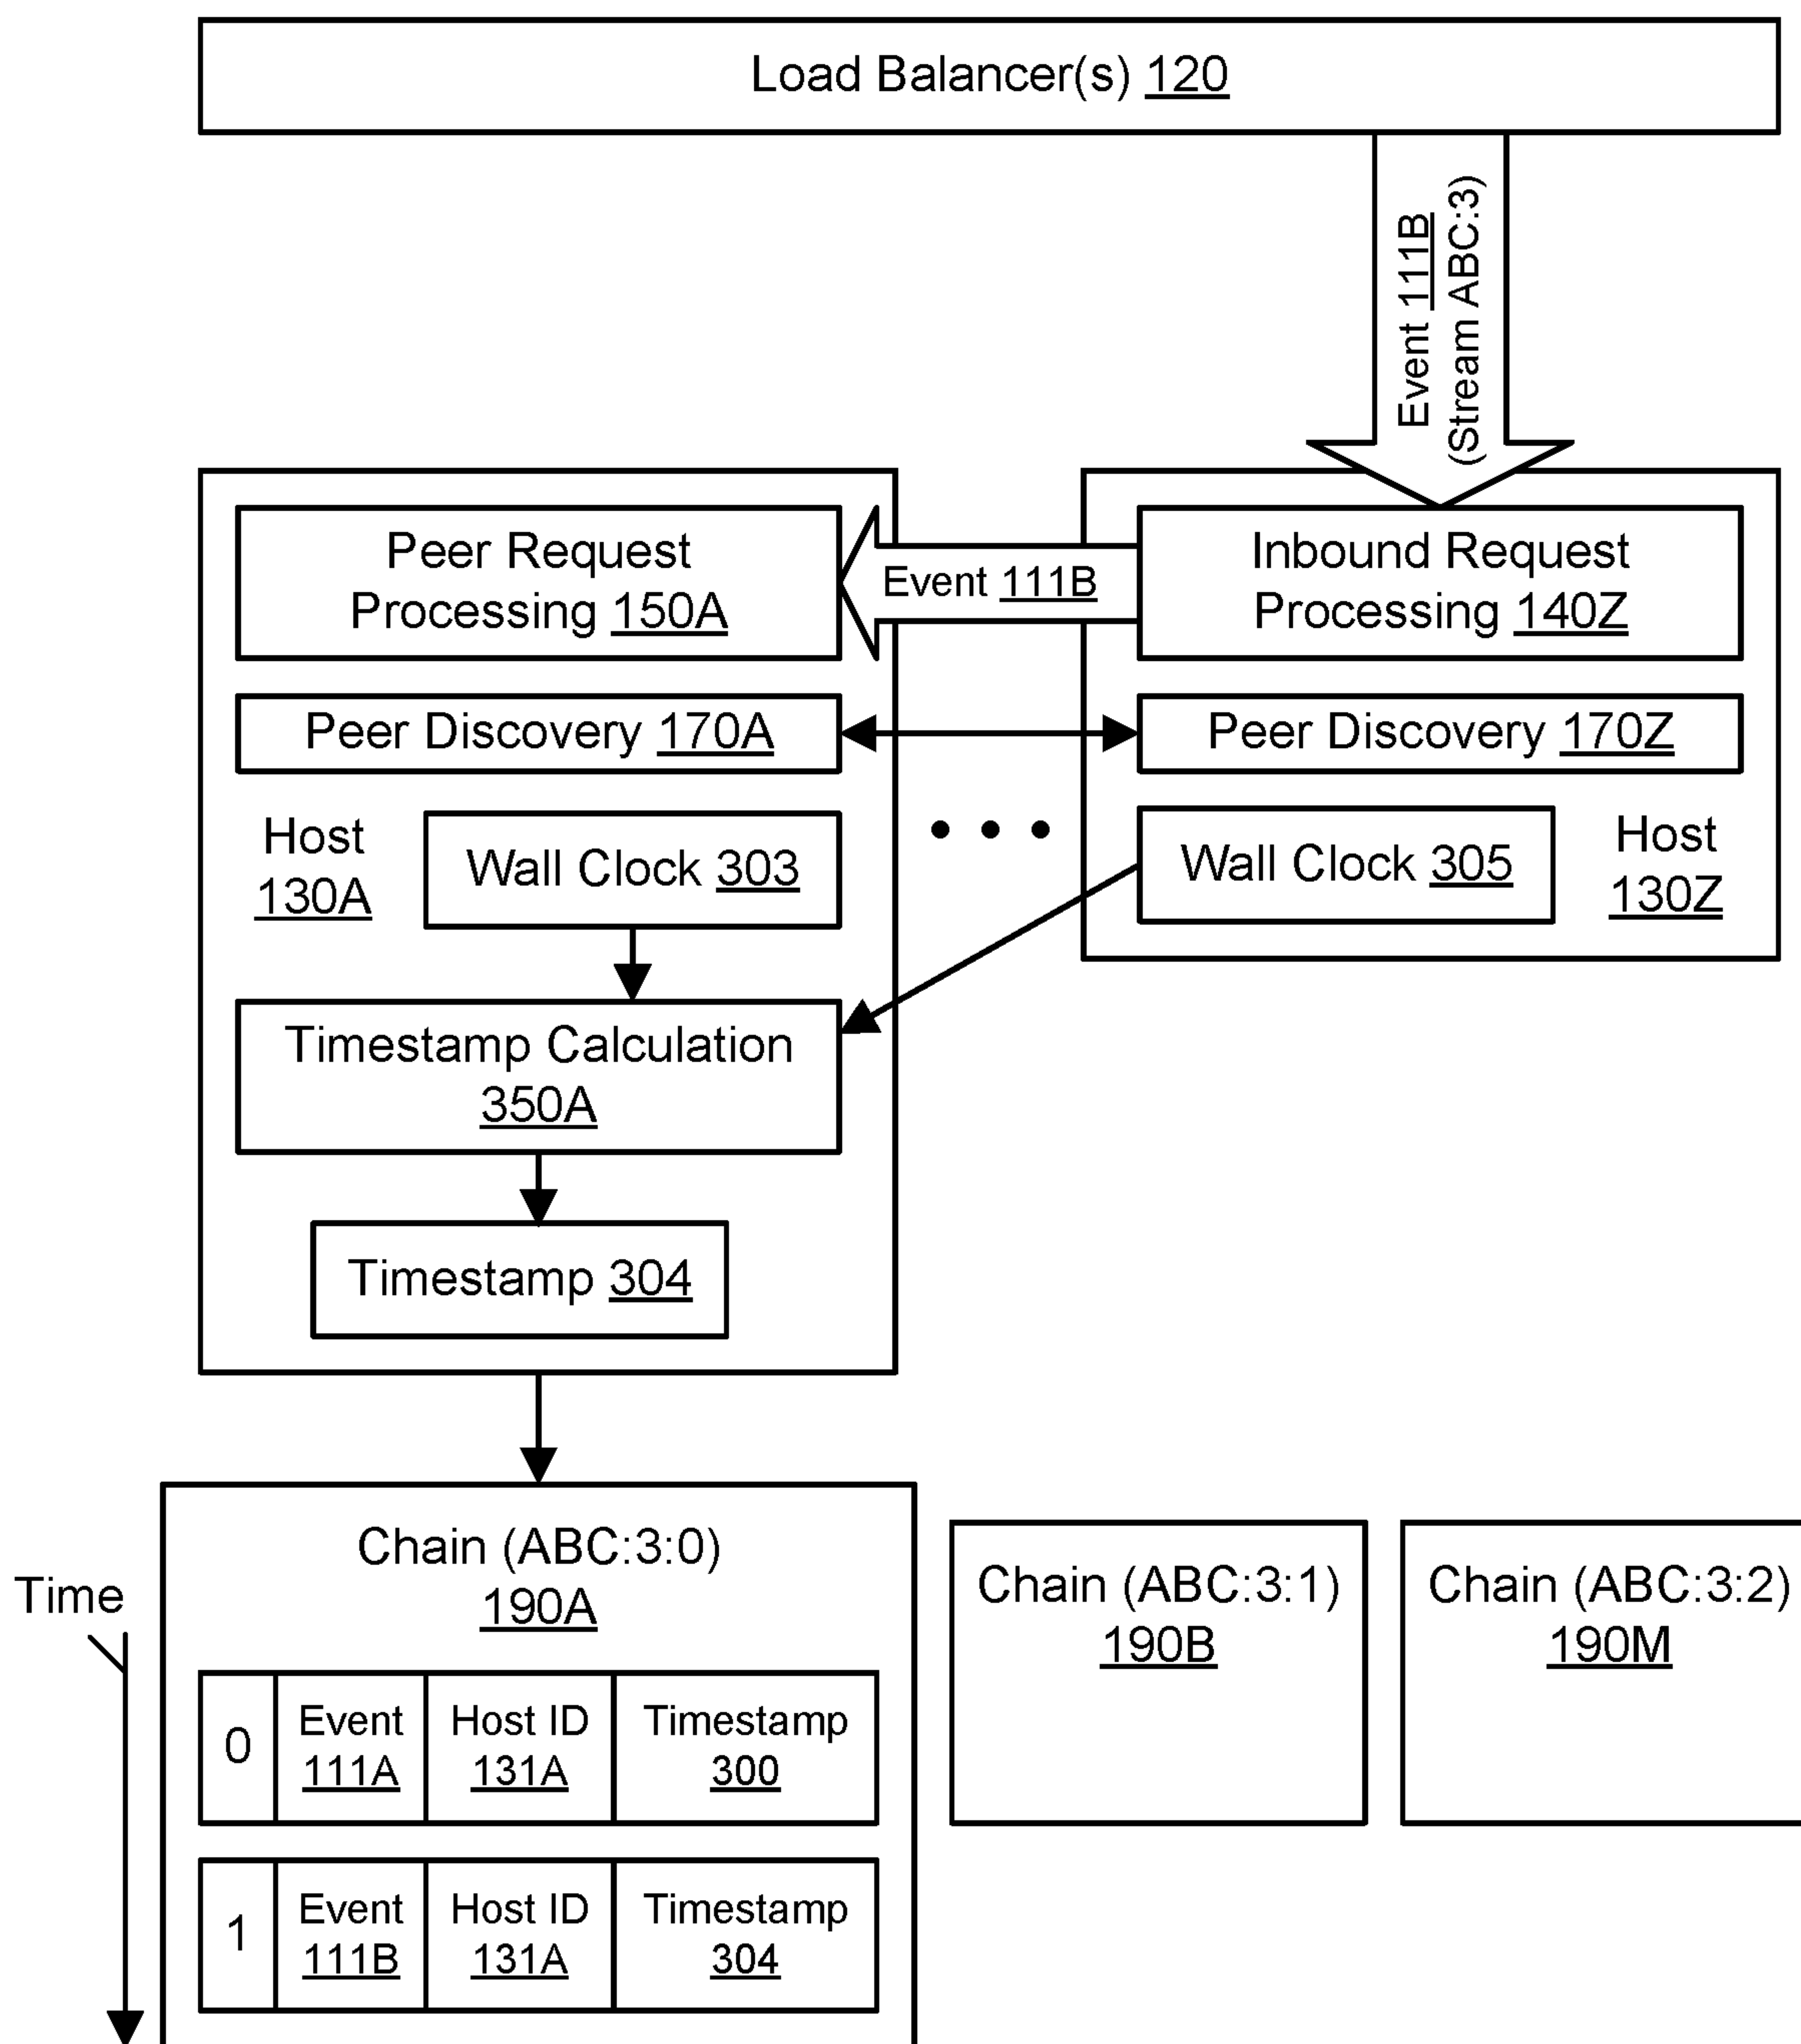 Load Balancer(s) 120
Event 111B
(Stream ABC:3)
Peer Request
Processing 150A
Event 111B
Inbound Request
Processing 140Z
Peer Discovery 170A
Peer Discovery 170Z
Host
130A
Wall Clock 303
Wall Clock 305
Host
130Z
Timestamp Calculation
350A
Timestamp 304
Time
Chain (ABC:3:0)
190A
Chain (ABC:3:1)
190B
Chain (ABC:3:2)
190M
0
Event
111A
Host ID
131A
Timestamp
300
1
Event
111B
Host ID
131A
Timestamp
304